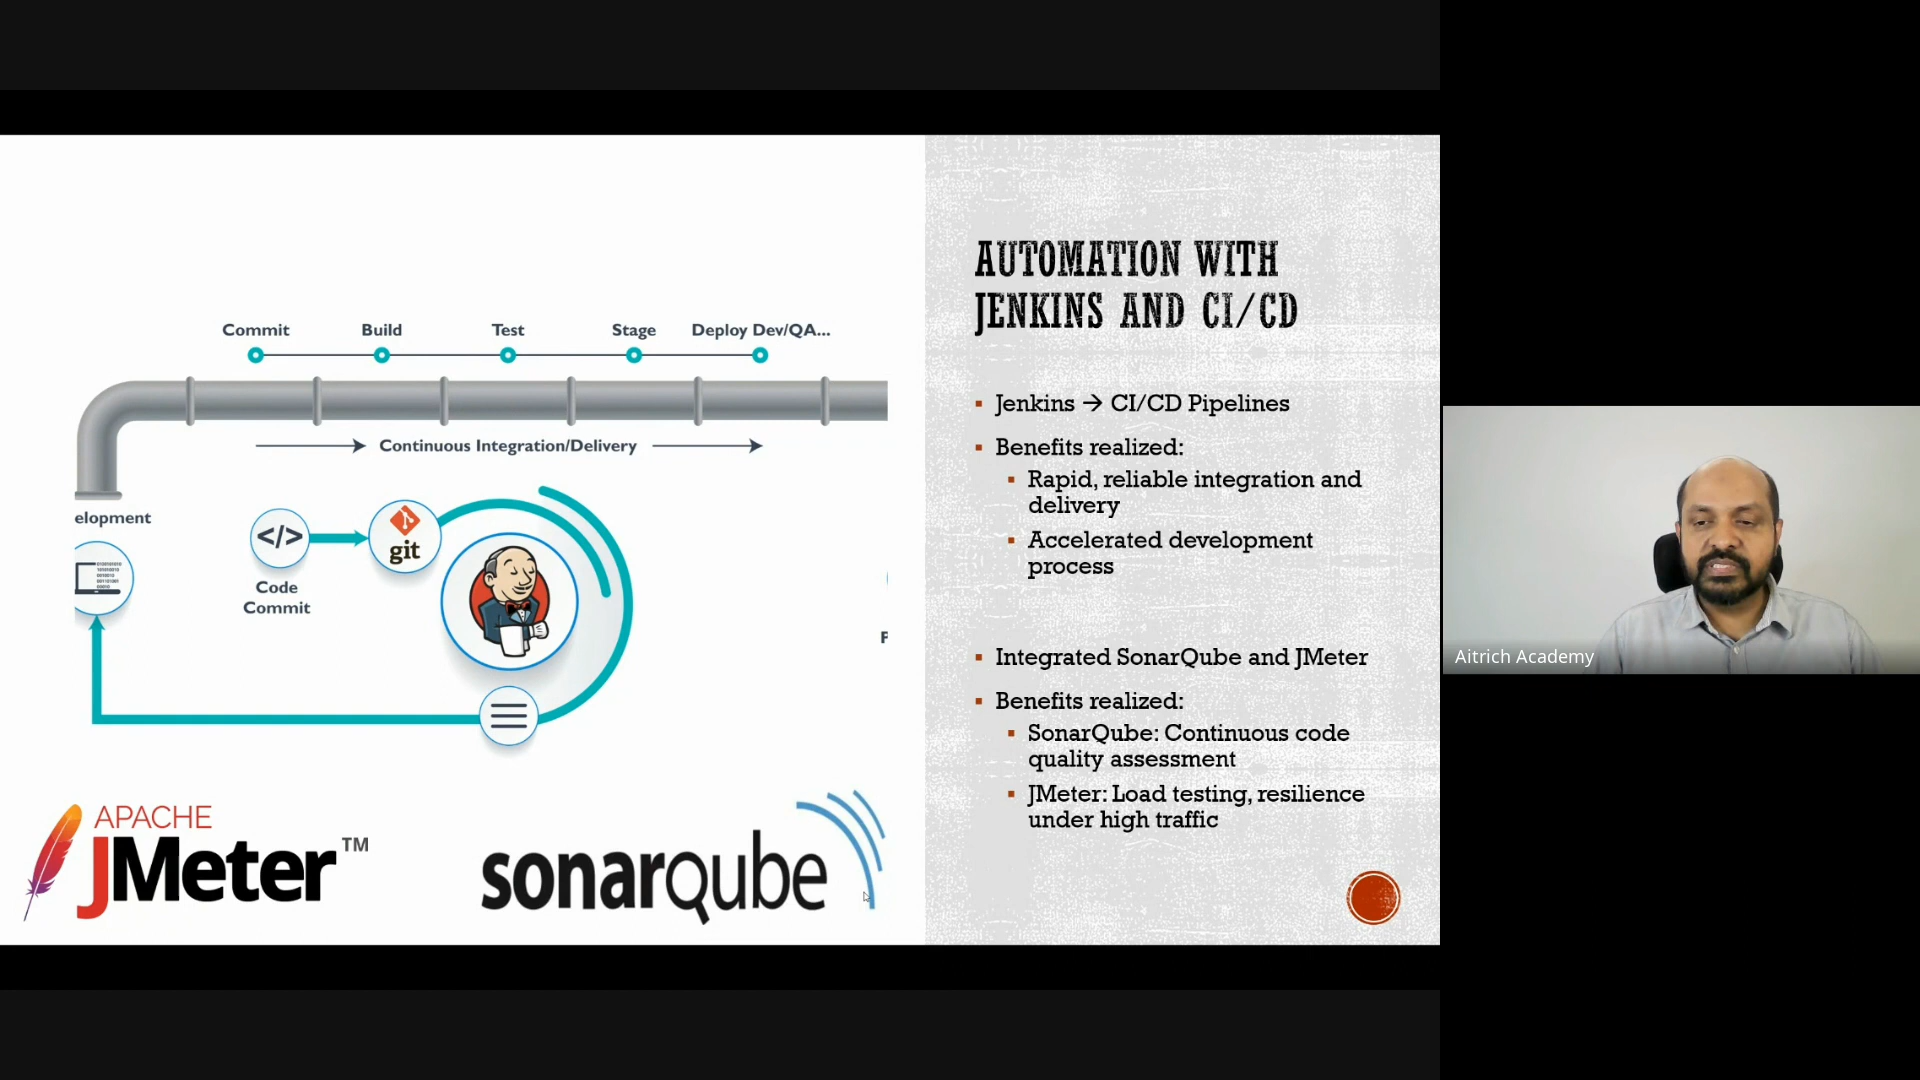 Commit Build Test Stage Deploy Dev/QA...
Continuous Integration/Delivery
elopment
</>
git
Code
Commit
P
APACHE
JMeter™
sonarqube
AUTOMATION WITH
JENKINS AND CI/CD
Jenkins → CI/CD Pipelines
Benefits realized:
Rapid, reliable integration and
delivery
Accelerated development
process
Integrated SonarQube and JMeter
Benefits realized:
SonarQube: Continuous code
quality assessment
JMeter: Load testing, resilience
under high traffic
Aitrich Academy